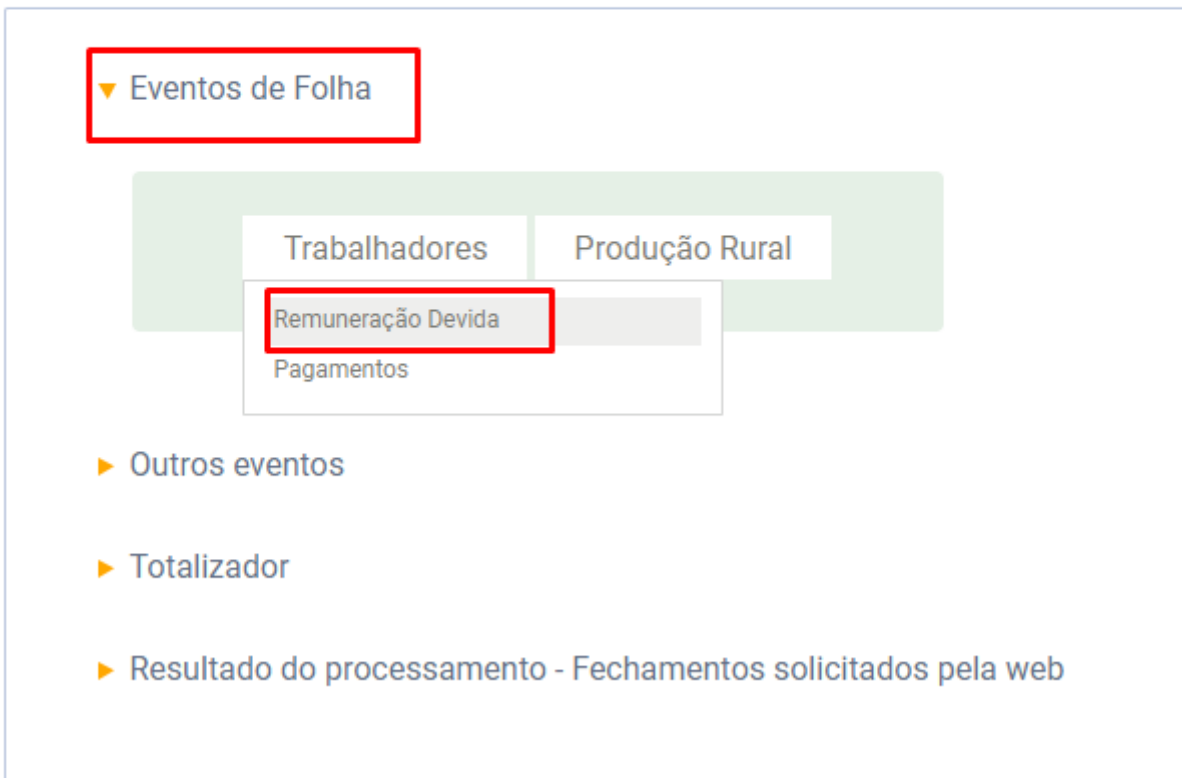 Eventos de Folha
Trabalhadores Produção Rural
Remuneração Devida
Pagamentos
Outros eventos
Totalizador
Resultado do processamento - Fechamentos solicitados pela web